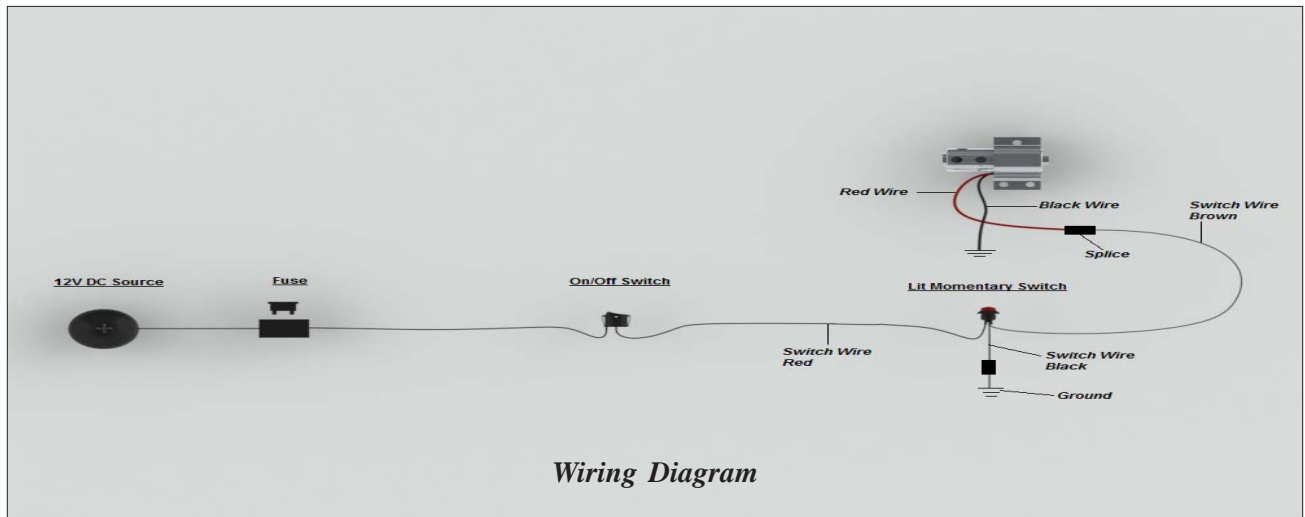 Red Wire
Black Wire
Switch Wire
Brown
Splice
12V DC Source
Fuse
On/Off Switch
Lit Momentary Switch
Switch Wire
Red
Switch Wire
Black
Ground
Wiring Diagram